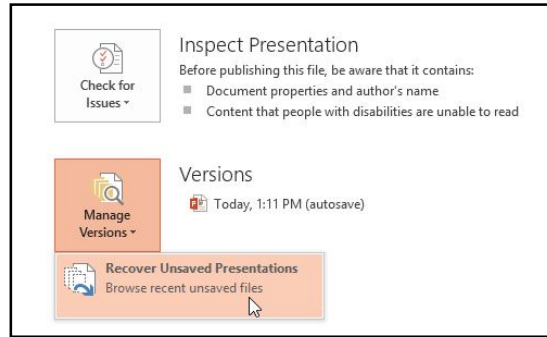 Check for
Issues
Inspect Presentation
Before publishing this file, be aware that it contains:
Document properties and author's name
Content that people with disabilities are unable to read
Manage
Versions
Versions
Today, 1:11 PM (autosave)
Recover Unsaved Presentations
Browse recent unsaved files